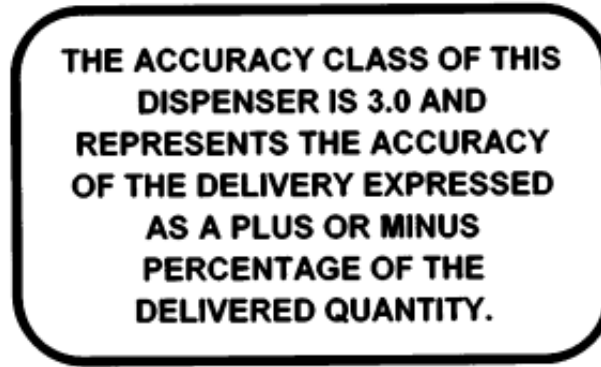 THE ACCURACY CLASS OF THIS
DISPENSER IS 3.0 AND
REPRESENTS THE ACCURACY
OF THE DELIVERY EXPRESSED
AS A PLUS OR MINUS
PERCENTAGE OF THE
DELIVERED QUANTITY.